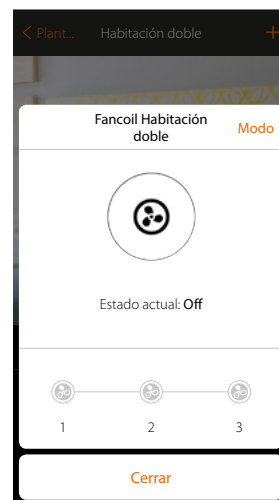 < Plant... Habitación doble +
Fancoil Habitación
doble
Modo
Estado actual: Off
1 2 3
Cerrar